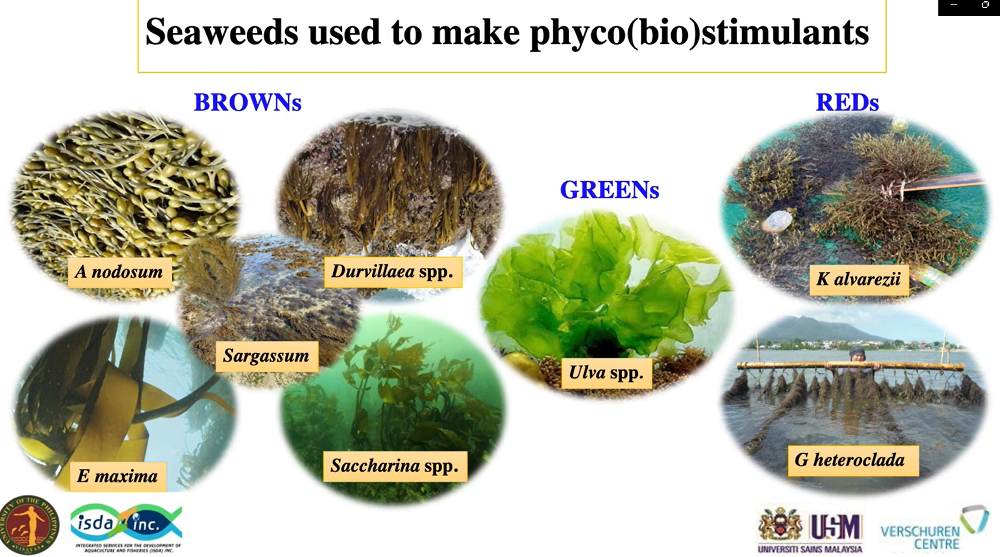 Seaweeds used to make phyco(bio)stimulants
BROWNs
REDs
GREENs
A nodosum
Durvillaea spp.
K alvarezii
Sargassum
Ulva spp.
E maxima
Saccharina spp.
G heteroclada
UNIVERSITY OF THE PHILIPPINES
VISAYAS
isda inc.
INTEGRATED SERVICES FOR THE DEVELOPMENT OF
AQUACULTURE AND FISHERIES (ISDA) INC.
USM
UNIVERSITI SAINS MALAYSIA
VERSCHUREN
CENTRE